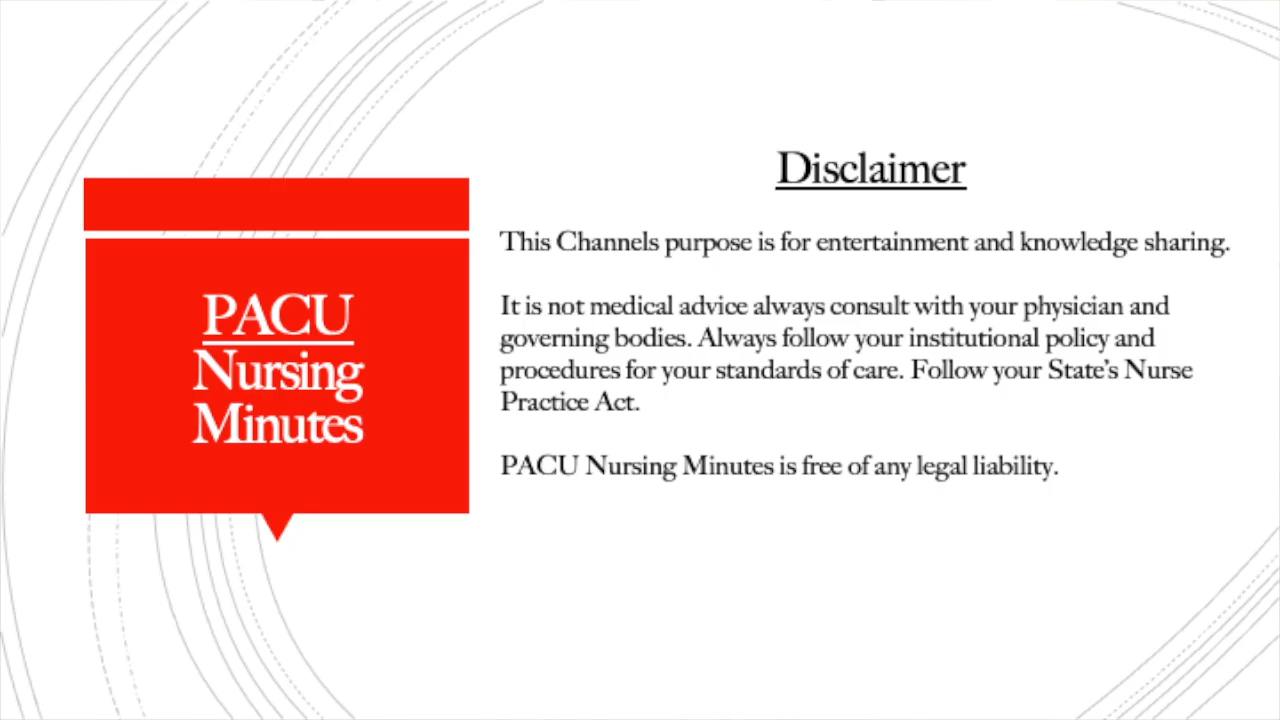 PACU
Nursing
Minutes
Disclaimer
This Channels purpose is for entertainment and knowledge sharing.
It is not medical advice always consult with your physician and
governing bodies. Always follow your institutional policy and
procedures for your standards of care. Follow your State’s Nurse
Practice Act.
PACU Nursing Minutes is free of any legal liability.